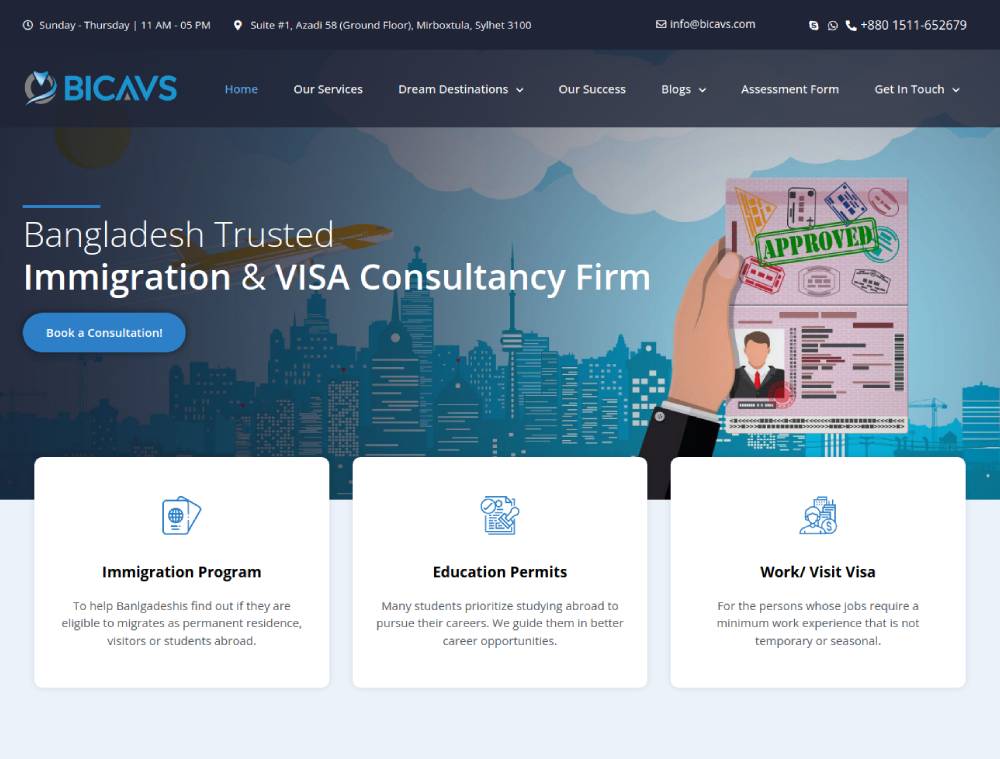 Sunday - Thursday | 11 AM - 05 PM
Suite #1, Azadi 58 (Ground Floor), Mirboxtula, Sylhet 3100
info@bicavs.com
+880 1511-652679
BICAVS
Home
Our Services
Dream Destinations
Our Success
Blogs
Assessment Form
Get In Touch
Bangladesh Trusted
Immigration & VISA Consultancy Firm
Book a Consultation!
APPROVED
Immigration Program
To help Banlgadeshis find out if they are
eligible to migrates as permanent residence,
visitors or students abroad.
Education Permits
Many students prioritize studying abroad to
pursue their careers. We guide them in better
career opportunities.
Work/ Visit Visa
For the persons whose jobs require a
minimum work experience that is not
temporary or seasonal.